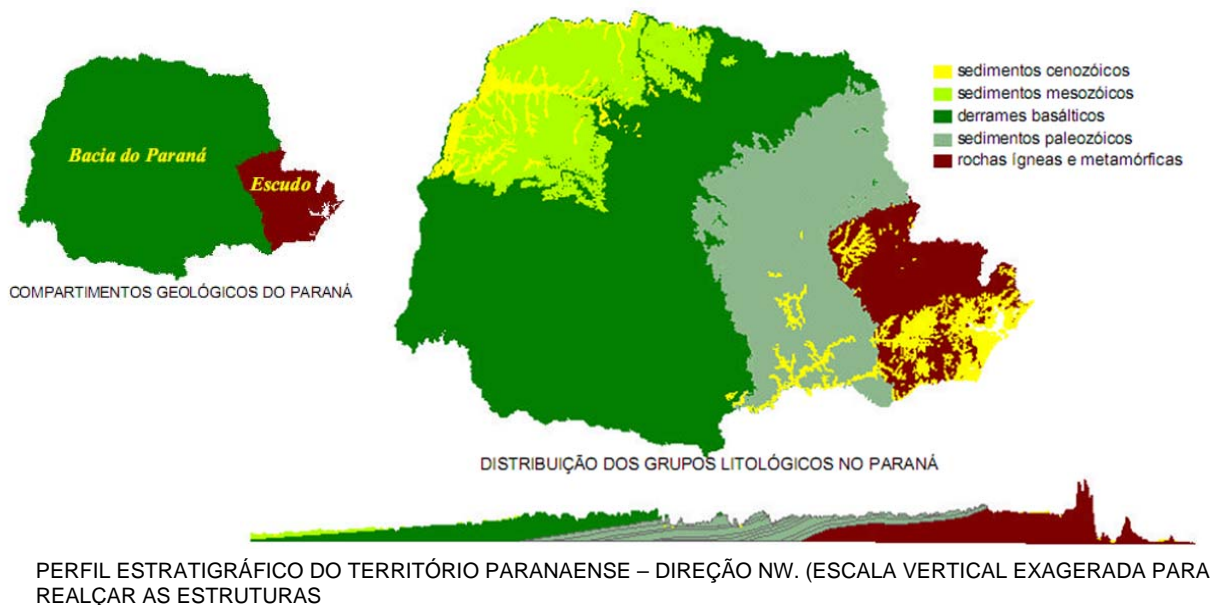 Bacia do Paraná
Escudo
COMPARTIMENTOS GEOLÓGICOS DO PARANÁ
sedimentos cenozóicos
sedimentos mesozóicos
derrames basálticos
sedimentos paleozóicos
rochas ígneas e metamórficas
DISTRIBUIÇÃO DOS GRUPOS LITOLÓGICOS NO PARANÁ
PERFIL ESTRATIGRÁFICO DO TERRITÓRIO PARANAENSE – DIREÇÃO NW. (ESCALA VERTICAL EXAGERADA PARA
REALÇAR AS ESTRUTURAS